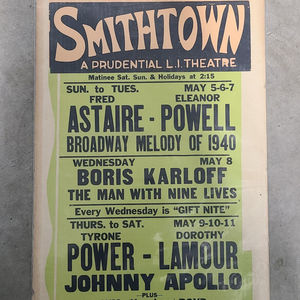 SMITHTOWN
A PRUDENTIAL L.I. THEATRE
Matinee Sat. Sun. & Holidays at 2:15
SUN. to TUES. MAY 5-6-7
FRED ELEANOR
ASTAIRE - POWELL
BROADWAY MELODY OF 1940
WEDNESDAY MAY 8
BORIS KARLOFF
THE MAN WITH NINE LIVES
Every Wednesday is "GIFT NITE"
THURS. to SAT. MAY 9-10-11
TYRONE DOROTHY
POWER - LAMOUR
JOHNNY APOLLO
—PLUS—